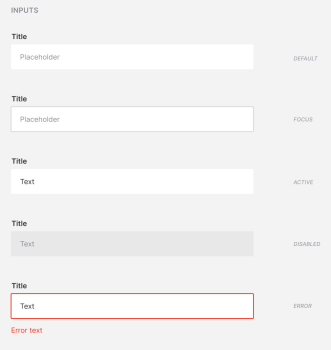 INPUTS
Title
Placeholder
DEFAULT
Title
Placeholder
FOCUS
Title
Text
ACTIVE
Title
Text
DISABLED
Title
Text
ERROR
Error text